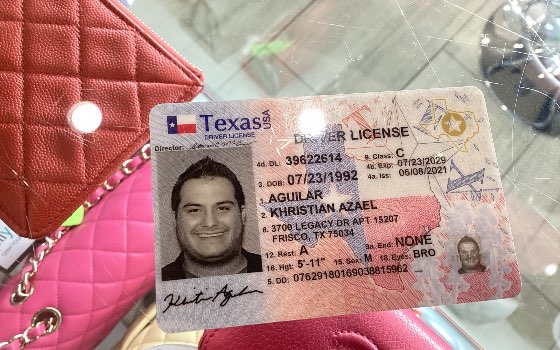 Texas USA
DRIVER LICENSE
Director
DRIVER LICENSE
4d. DL: 39622614 9. Class: C
3. DOB: 07/23/1992 4b. Exp: 07/23/2029
4a. Iss: 06/08/2021
1. AGUILAR
2. KHRISTIAN AZAEL
8. 3700 LEGACY DR APT 15207
FRISCO, TX 75034
12. Rest: A 9a. End: NONE
16. Hgt: 5'-11" 15. Sex: M 18. Eyes: BRO
5. DD: 07629180169038815962